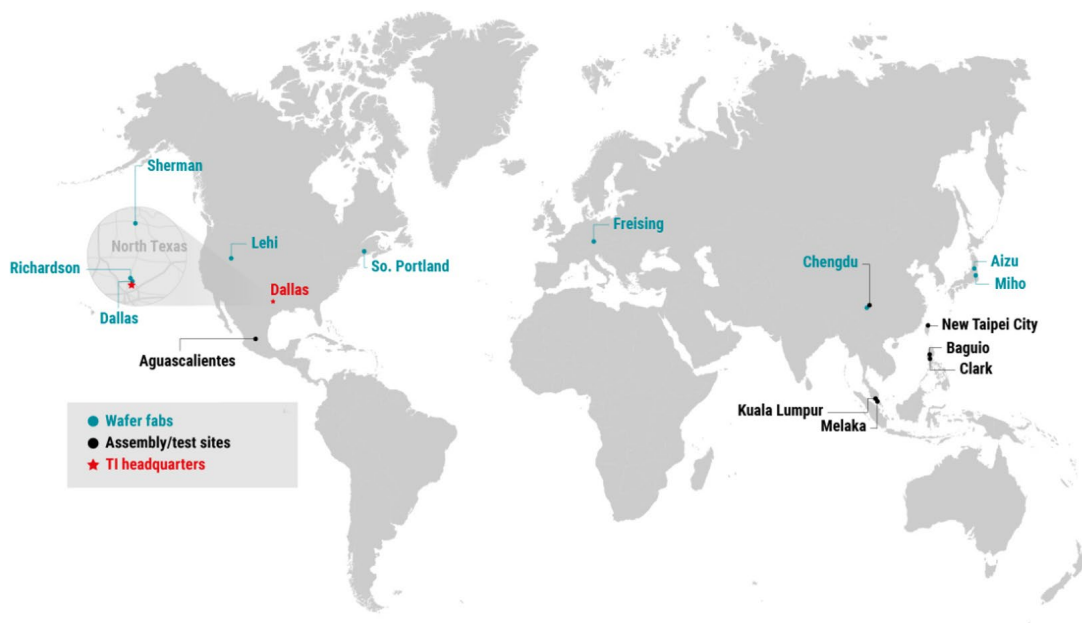 Sherman
North Texas
Richardson
Dallas
Lehi
So. Portland
Dallas
Aguascalientes
Freising
Chengdu
Aizu
Miho
New Taipei City
Baguio
Clark
Kuala Lumpur
Melaka
Wafer fabs
Assembly/test sites
TI headquarters